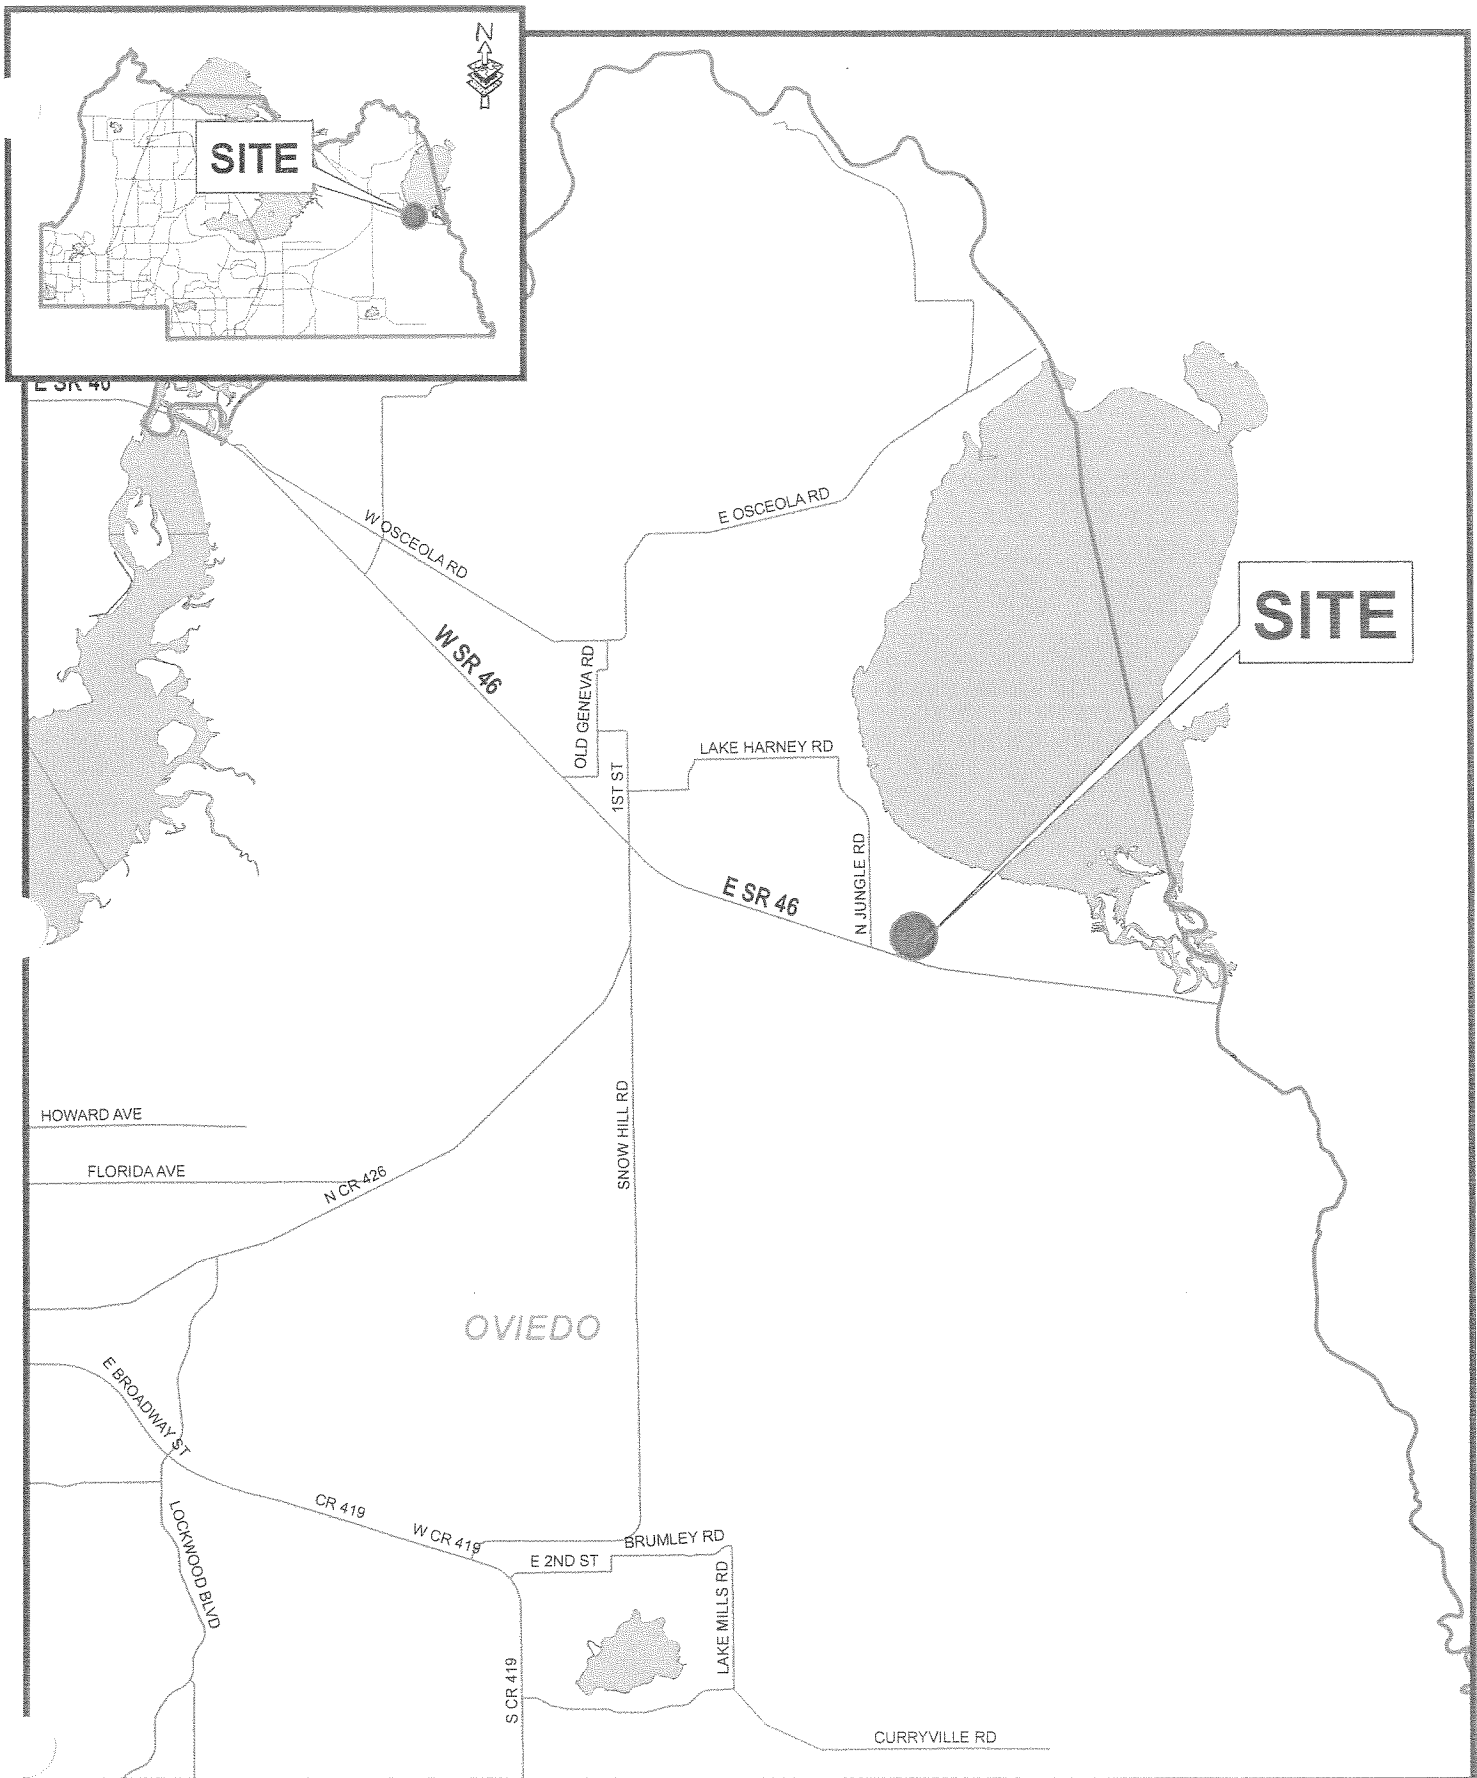 N
SITE
E SR 46
W OSCEOLA RD
E OSCEOLA RD
SITE
W SR 46
OLD GENEVA RD
LAKE HARNEY RD
1ST ST
N JUNGLE RD
E SR 46
HOWARD AVE
SNOW HILL RD
FLORIDA AVE
N CR 426
OVIEDO
E BROADWAY ST
CR 419
W CR 419
BRUMLEY RD
E 2ND ST
LOCKWOOD BLVD
LAKE MILLS RD
S CR 419
CURRYVILLE RD